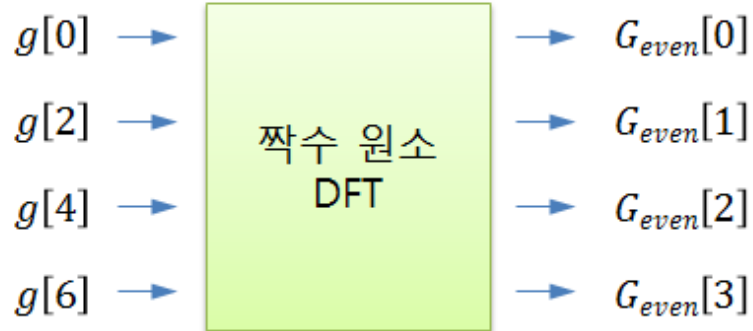 g[0] G_even[0]
g[2] G_even[1]
짝수 원소
DFT
g[4] G_even[2]
g[6] G_even[3]